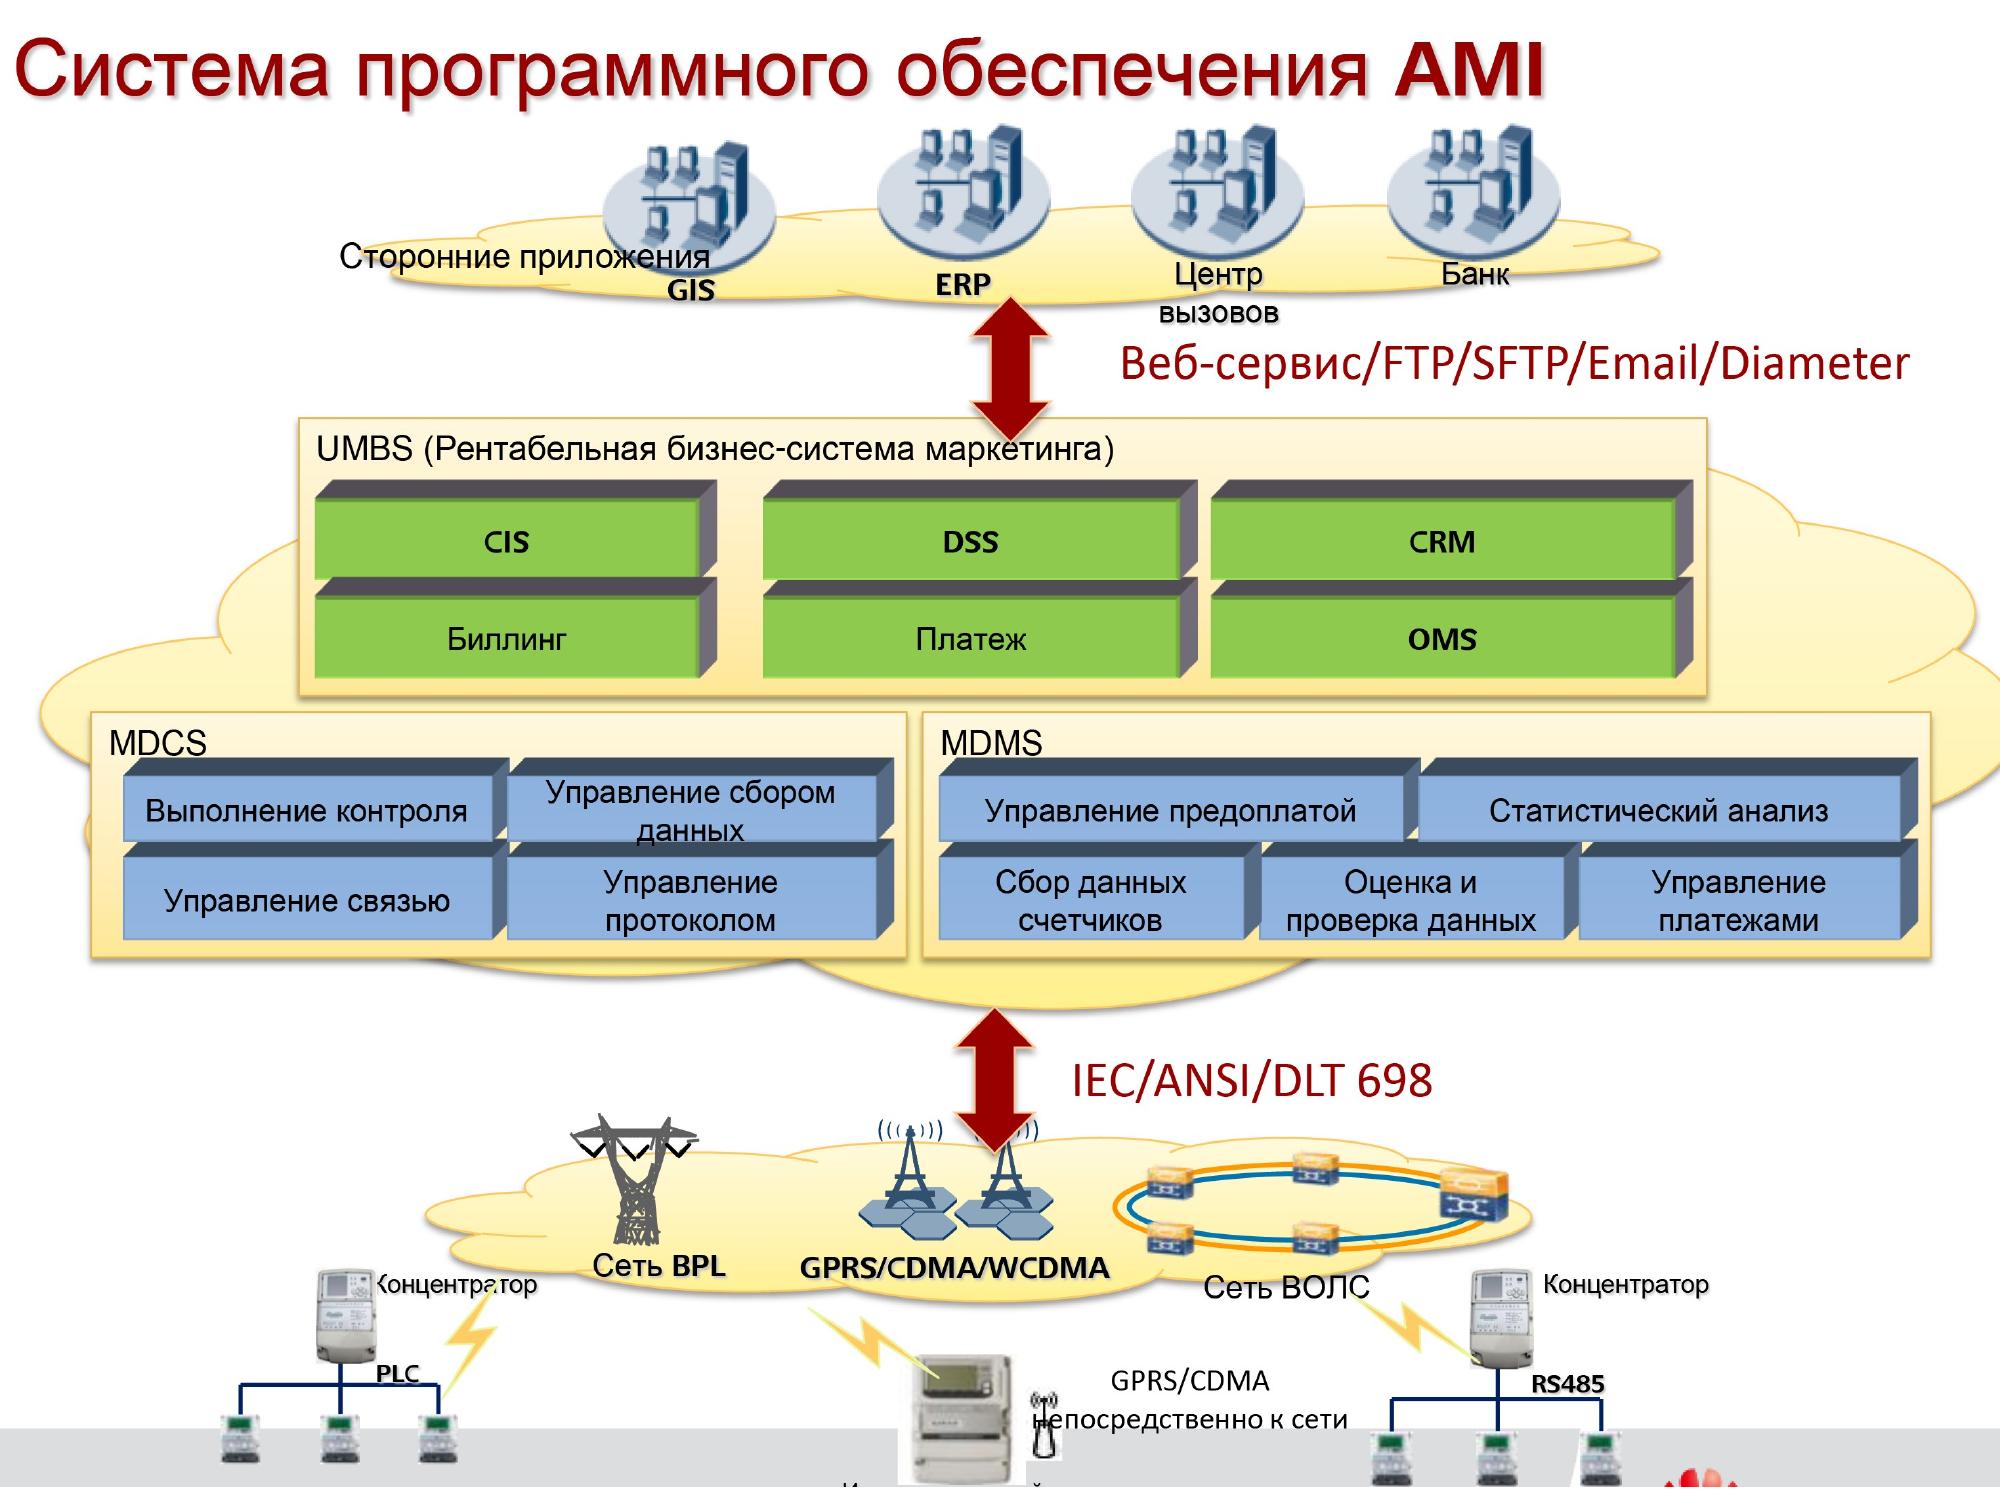 Система программного обеспечения AMI
Сторонние приложения
GIS
ERP
Центр
вызовов
Банк
Веб-сервис/FTP/SFTP/Email/Diameter
UMBS (Рентабельная бизнес-система маркетинга)
CIS
DSS
CRM
Биллинг
Платеж
OMS
MDCS
Выполнение контроля
Управление сбором
данных
Управление связью
Управление
протоколом
MDMS
Управление предоплатой
Статистический анализ
Сбор данных
счетчиков
Оценка и
проверка данных
Управление
платежами
IEC/ANSI/DLT 698
Сеть BPL
GPRS/CDMA/WCDMA
Сеть ВОЛС
Концентратор
PLC
GPRS/CDMA
непосредственно к сети
Концентратор
RS485